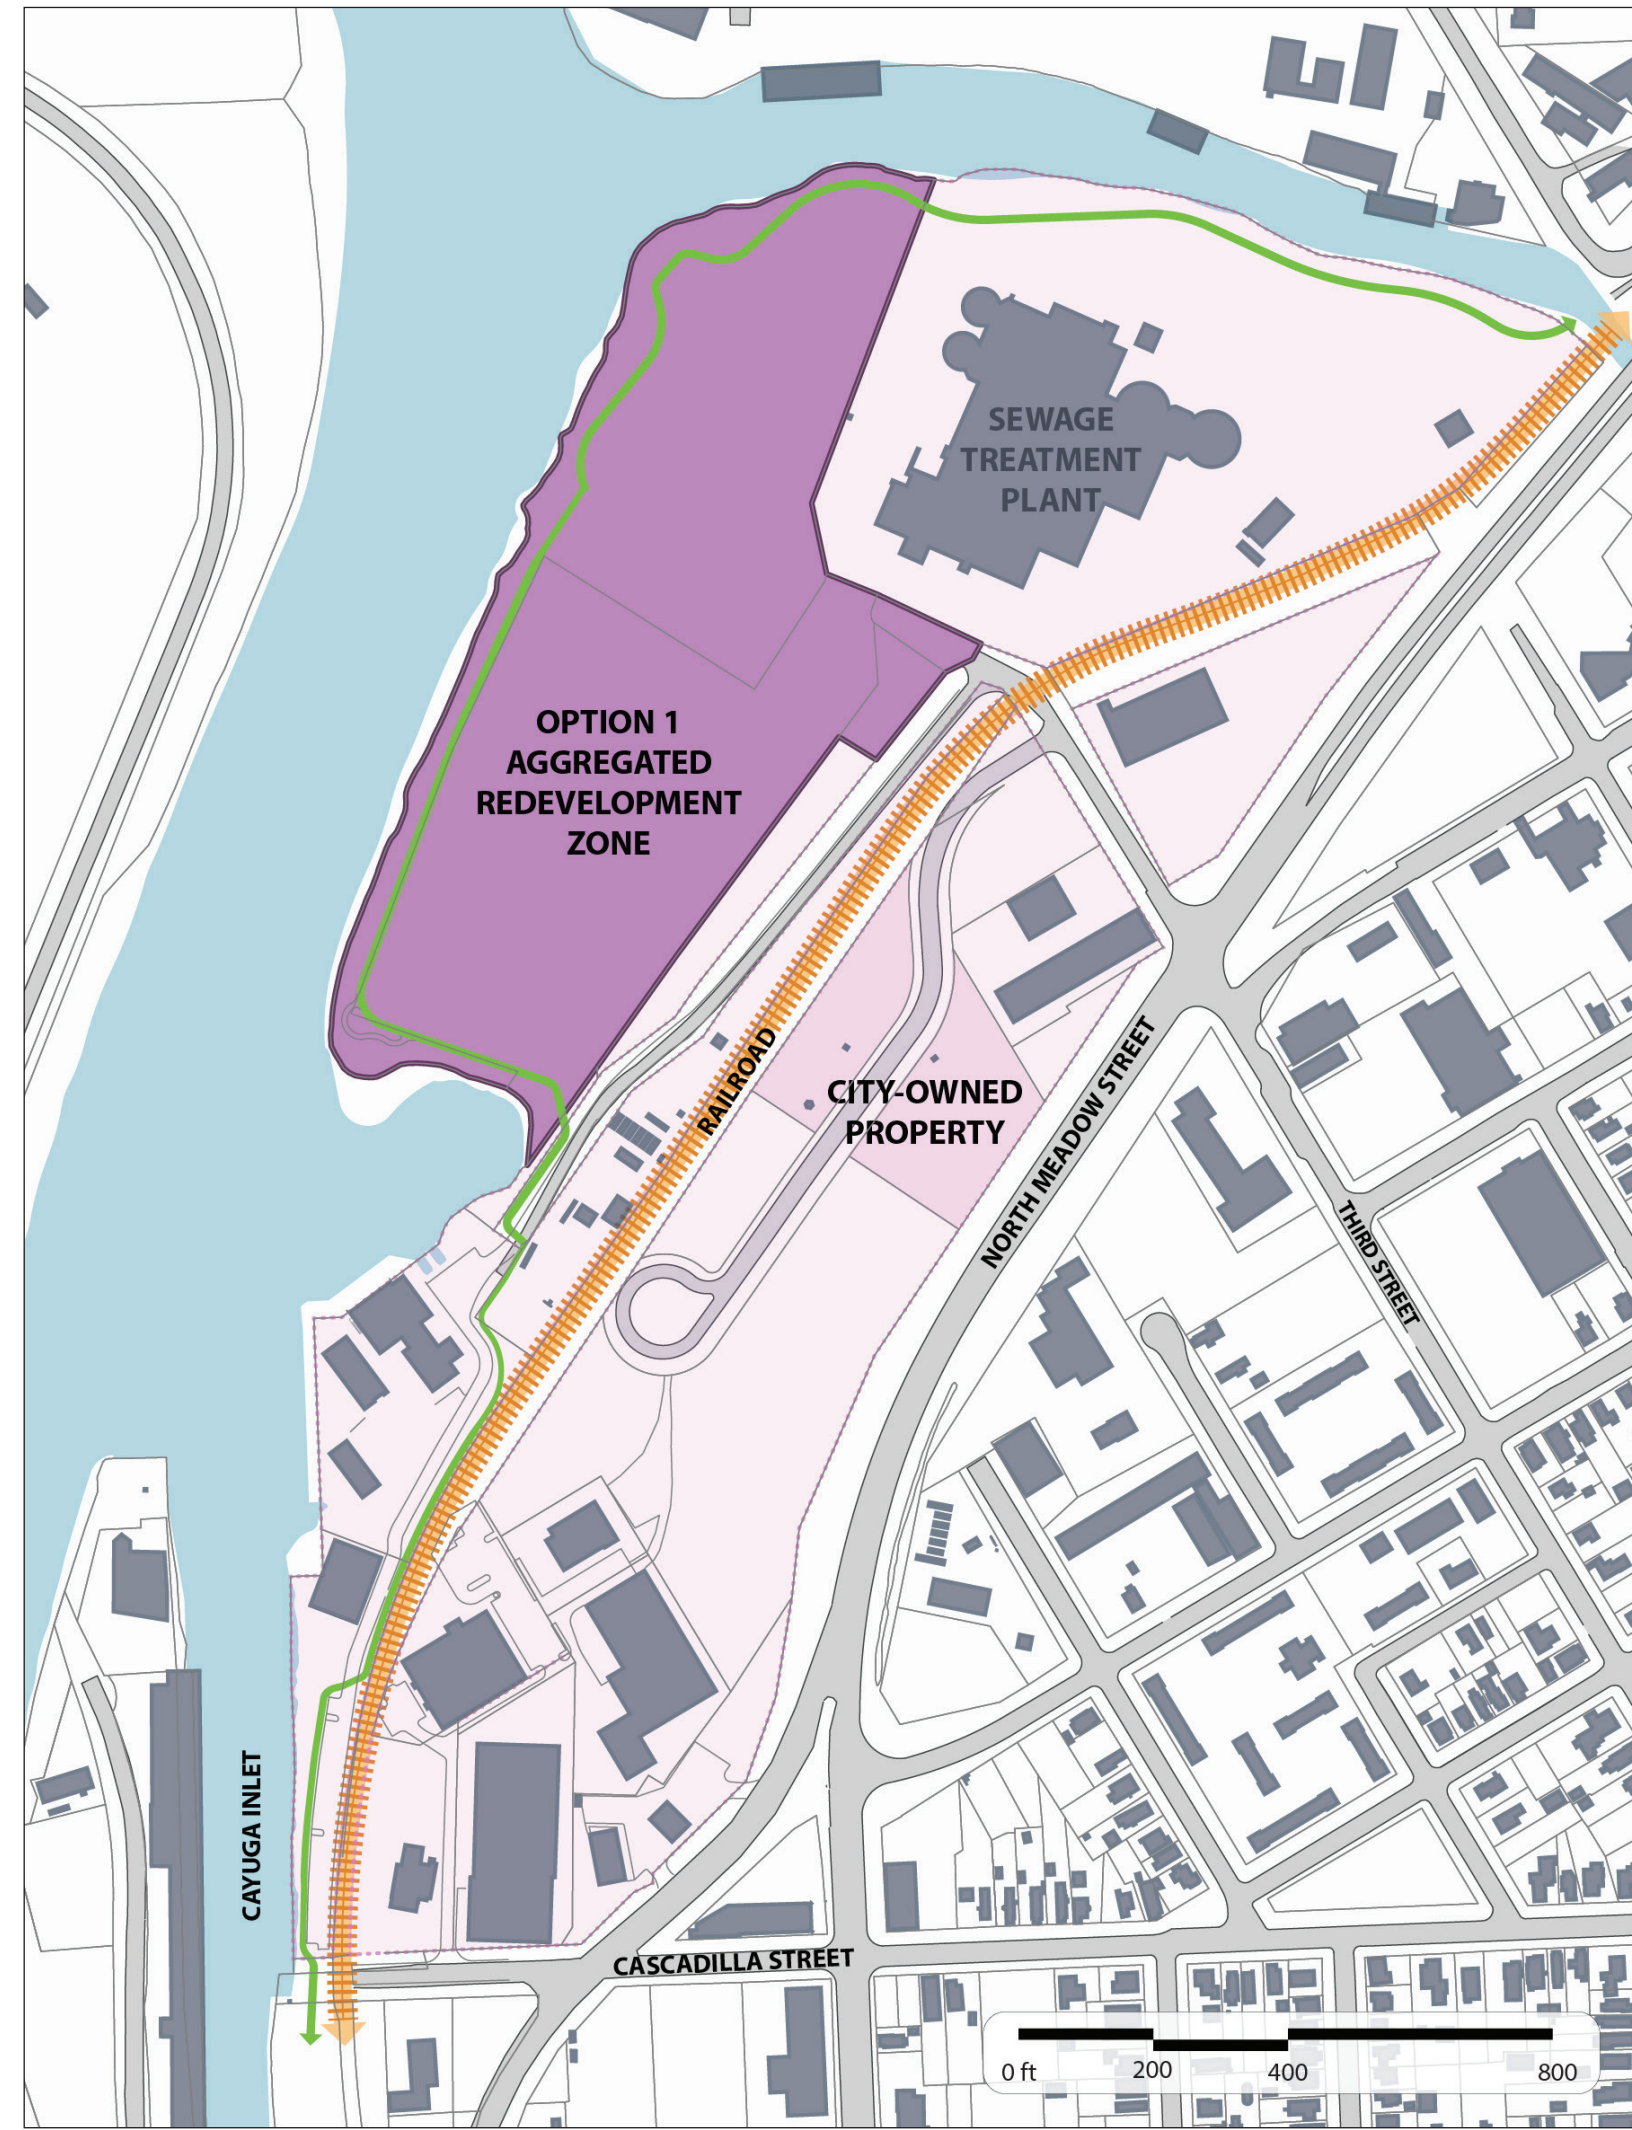 SEWAGE
TREATMENT
PLANT
OPTION 1
AGGREGATED
REDEVELOPMENT
ZONE
RAILROAD
CITY-OWNED
PROPERTY
NORTH MEADOW STREET
THIRD STREET
CAYUGA INLET
CASCADILLA STREET
0 ft 200 400 800